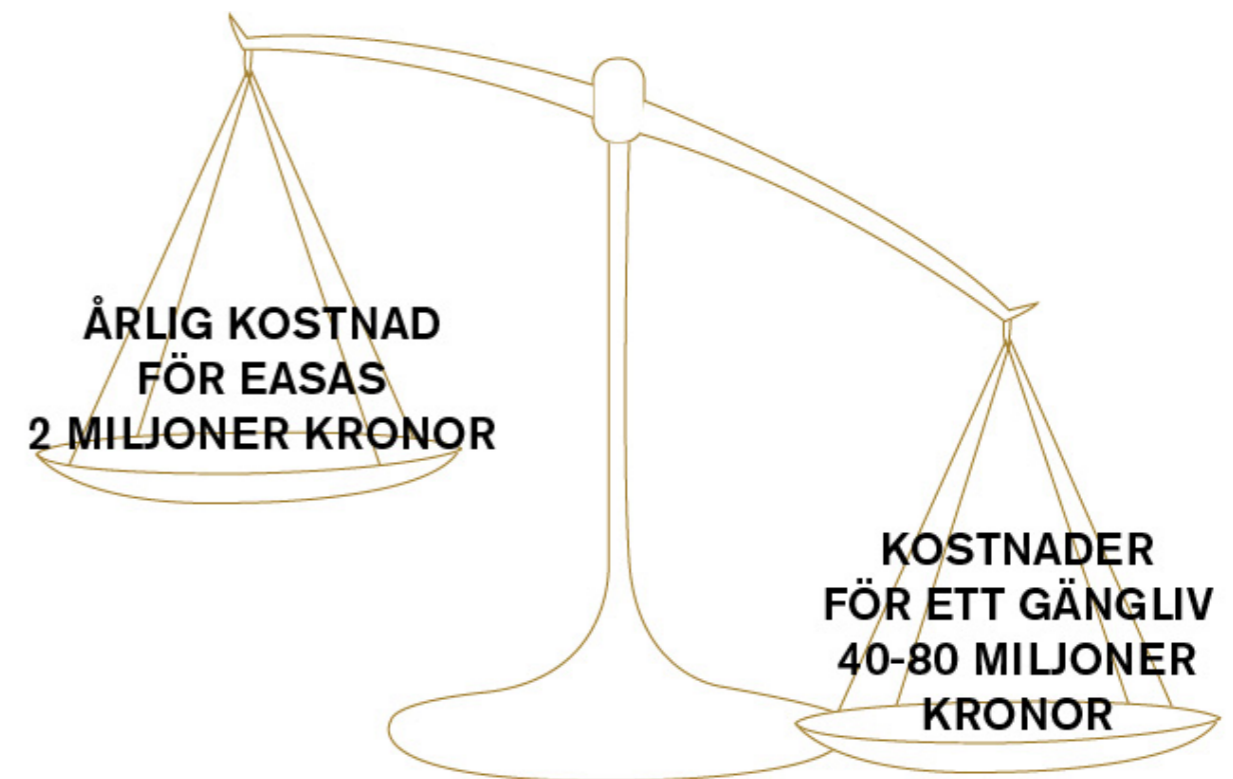 ÅRLIG KOSTNAD
FÖR EASAS
2 MILJONER KRONOR
KOSTNADER
FÖR ETT GÄNGLIV
40-80 MILJONER
KRONOR